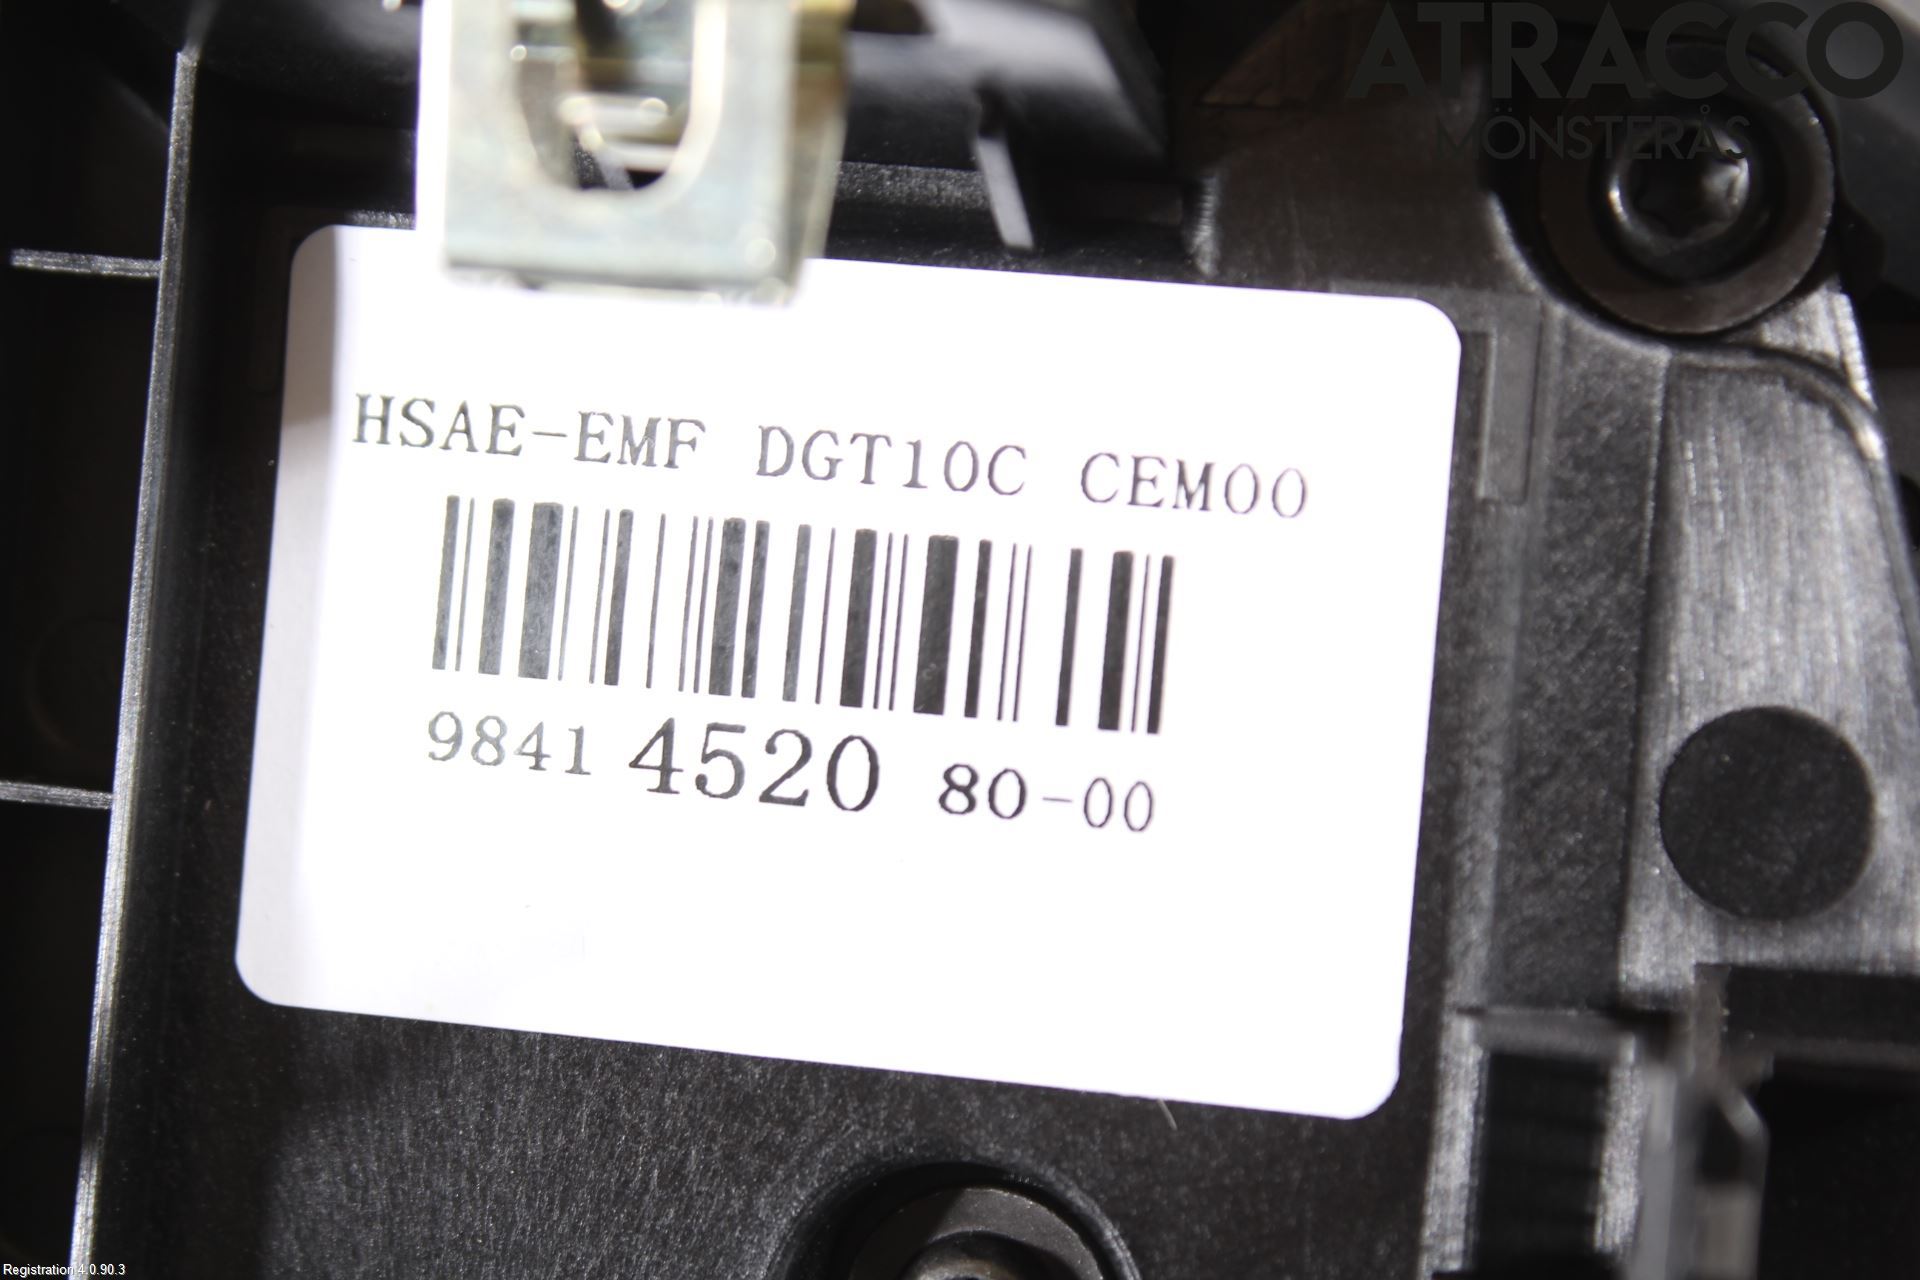 ATRACCO
MÖNSTERÅS
HSAE-EMF DGT10C CEM00
9841 4520 80-00
Registration 4.0.90.3